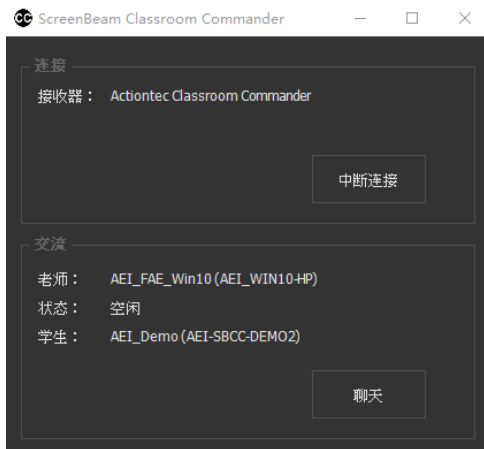 CC ScreenBeam Classroom Commander
连接
接收器： Actiontec Classroom Commander
中断连接
交流
老师： AEI_FAE_Win10 (AEI_WIN10-HP)
状态： 空闲
学生： AEI_Demo (AEI-SBCC-DEMO2)
聊天